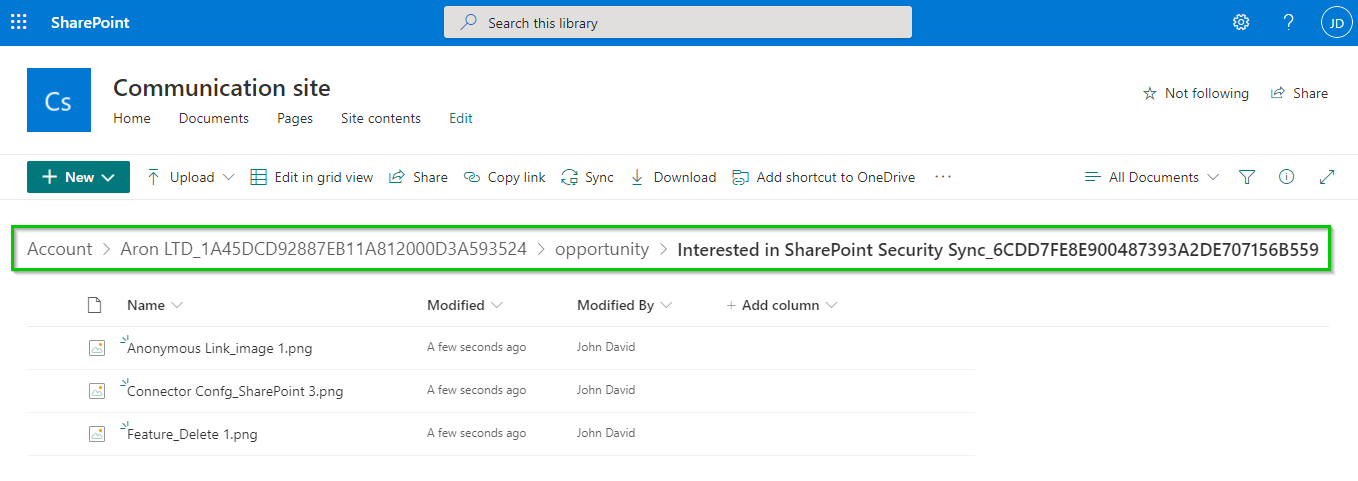 SharePoint Search this library ? JD
Cs Communication site
Home Documents Pages Site contents Edit
Not following Share
+ New Upload Edit in grid view Share Copy link Sync Download Add shortcut to OneDrive ... All Documents
Account > Aron LTD_1A45DCD92887EB11A812000D3A593524 > opportunity > Interested in SharePoint Security Sync_6CDD7FE8E900487393A2DE707156B559
Name Modified Modified By + Add column
Anonymous Link_image 1.png A few seconds ago John David
Connector Confg_SharePoint 3.png A few seconds ago John David
Feature_Delete 1.png A few seconds ago John David